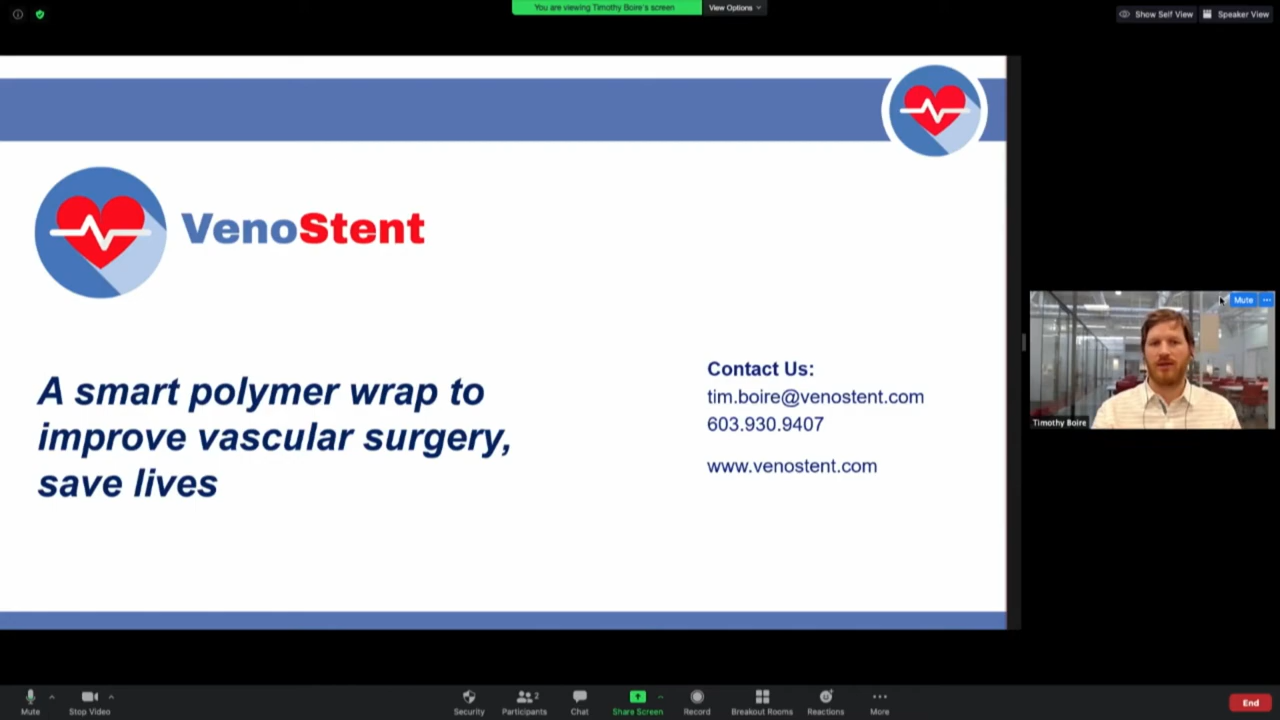 You are viewing Timothy Boire's screen
View Options
Show Self View
Speaker View
VenoStent
A smart polymer wrap to
improve vascular surgery,
save lives
Contact Us:
tim.boire@venostent.com
603.930.9407
www.venostent.com
Mute
Timothy Boire
Mute
Stop Video
Security
Participants
2
Chat
Share Screen
Record
Breakout Rooms
Reactions
More
End